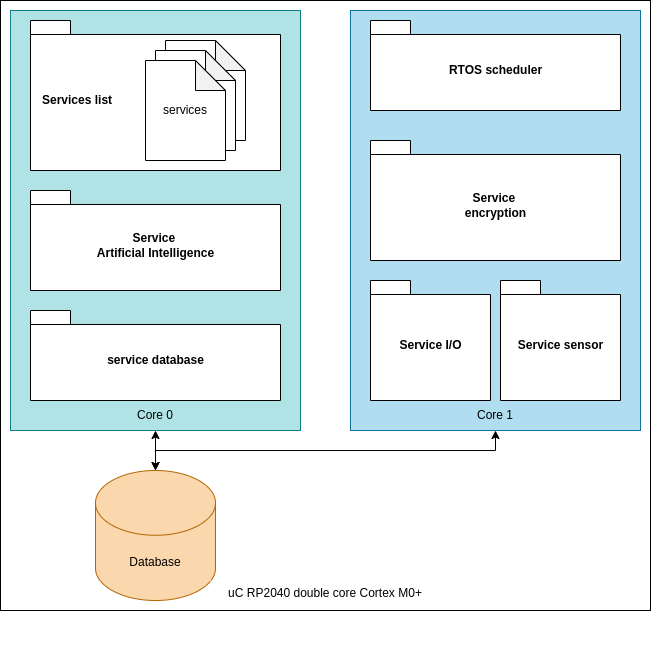 Services list
services
Service
Artificial Intelligence
service database
Core 0
RTOS scheduler
Service
encryption
Service I/O
Service sensor
Core 1
Database
uC RP2040 double core Cortex M0+